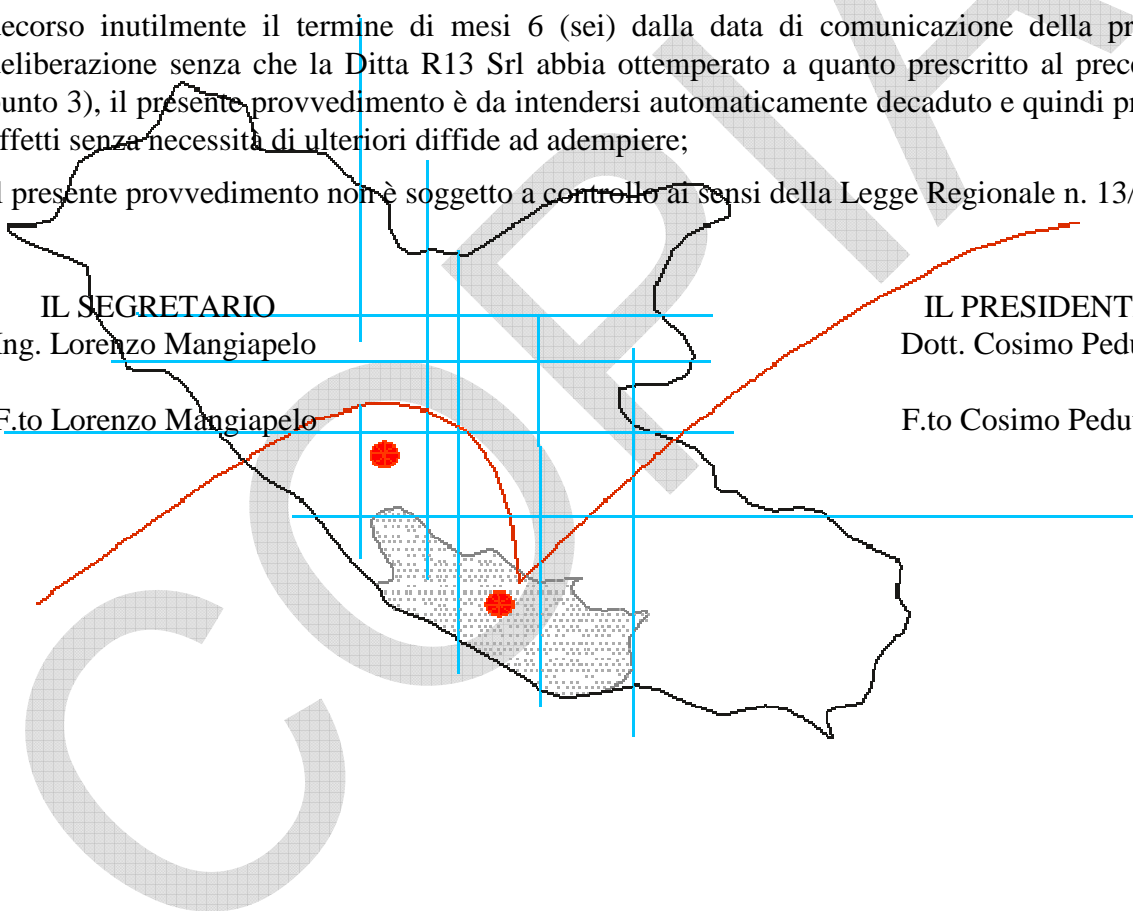 decorso inutilmente il termine di mesi 6 (sei) dalla data di comunicazione della pr
deliberazione senza che la Ditta R13 Srl abbia ottemperato a quanto prescritto al prece
punto 3), il presente provvedimento è da intendersi automaticamente decaduto e quindi pr
effetti senza necessità di ulteriori diffide ad adempiere;
l presente provvedimento non è soggetto a controllo ai sensi della Legge Regionale n. 13/
IL SEGRETARIO
Ing. Lorenzo Mangiapelo
F.to Lorenzo Mangiapelo
IL PRESIDENT
Dott. Cosimo Pedu
F.to Cosimo Pedu
COPIA